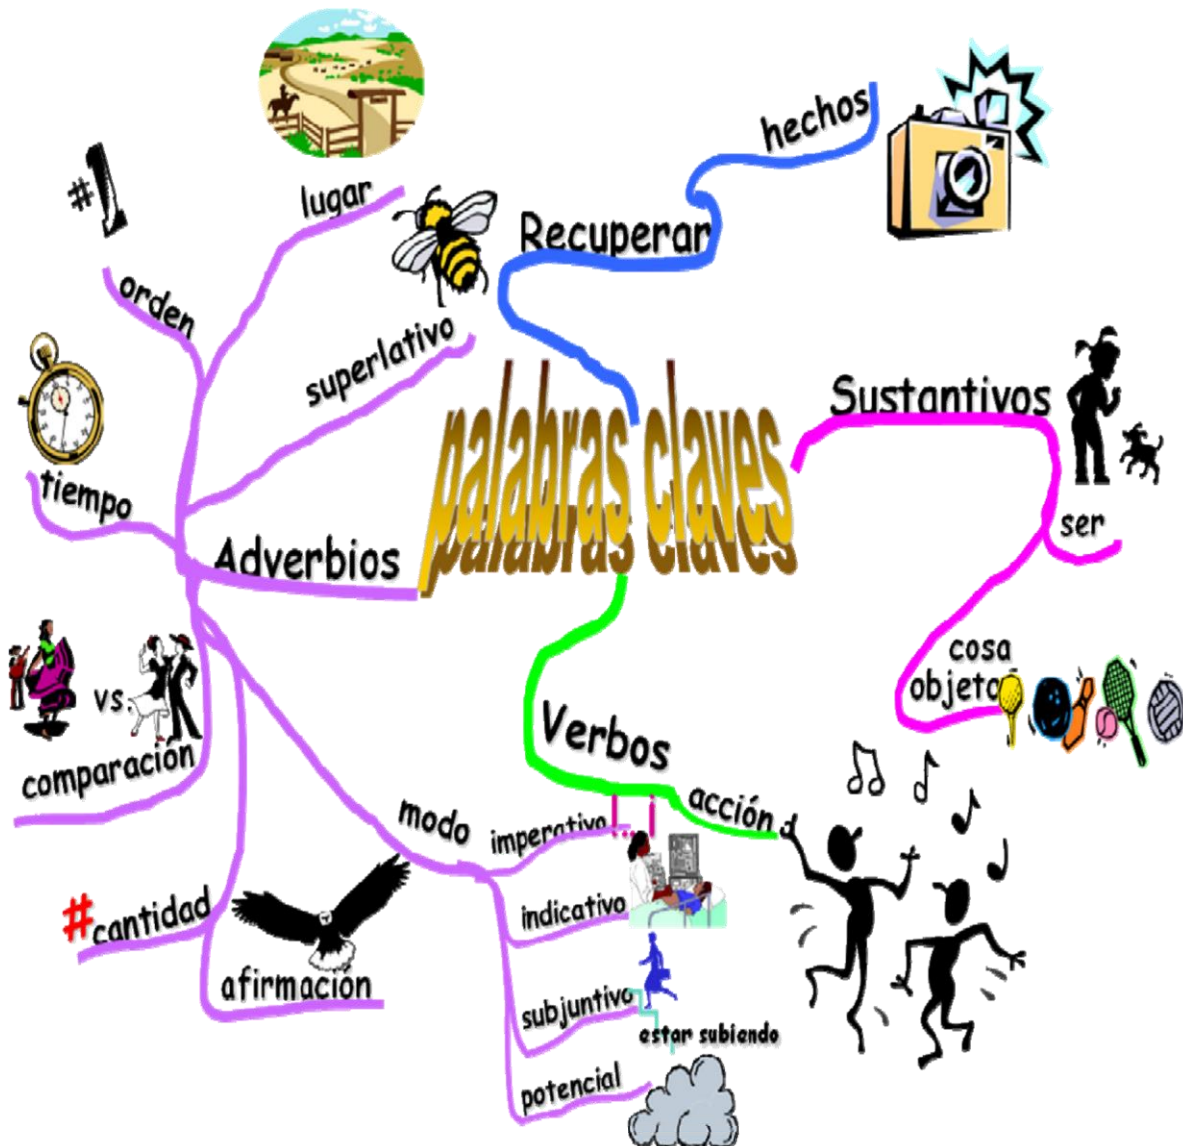 hechos
Recuperar
lugar
#1
orden
superlativo
tiempo
palabras claves
Sustantivos
ser
cosa
objeto
Adverbios
vs.
comparación
Verbos
acción
modo
imperativo
indicativo
subjuntivo
estar subiendo
potencial
#cantidad
afirmación